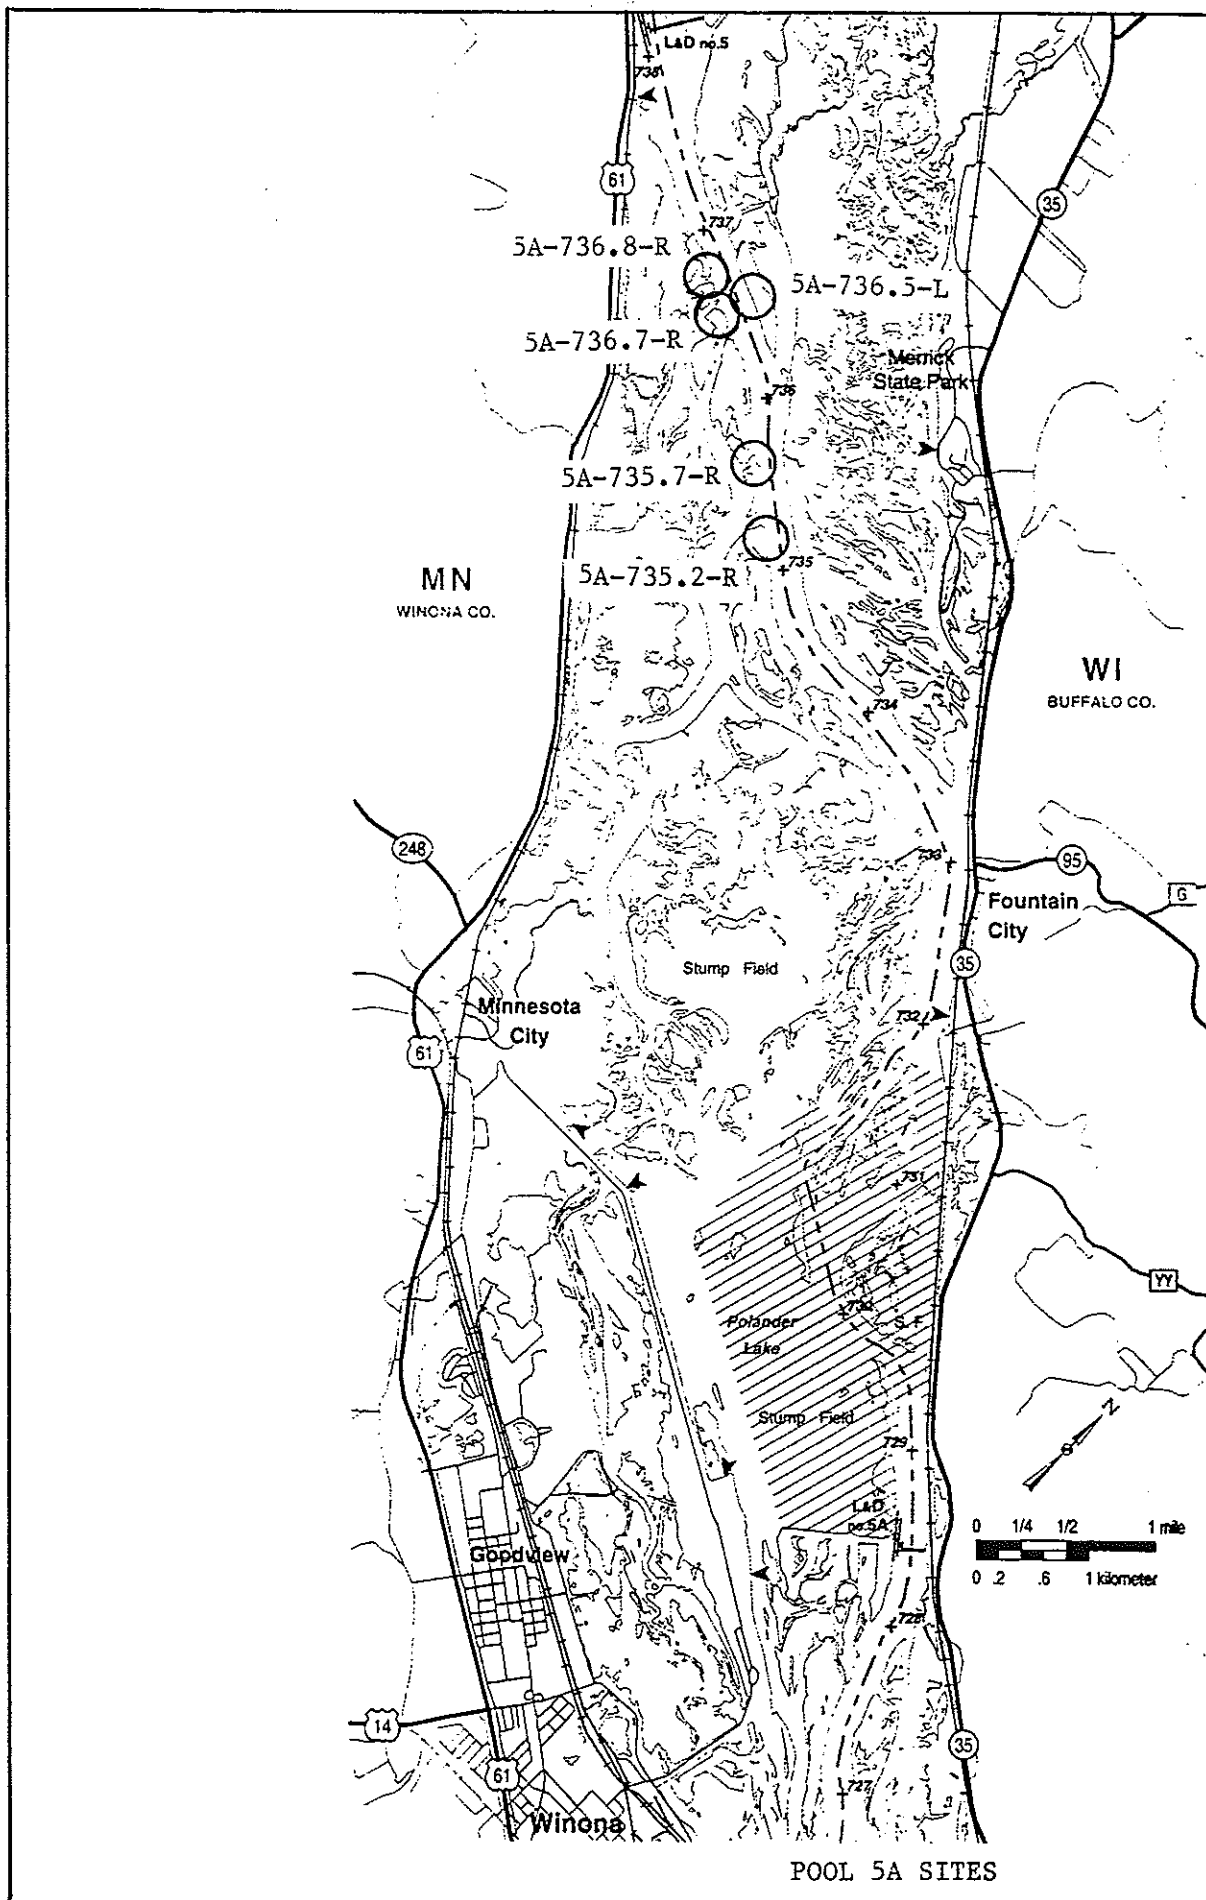 L&D no.5
738
61
35
737
5A-736.8-R
5A-736.5-L
5A-736.7-R
Merrick
State Park
736
5A-735.7-R
5A-735.2-R
735
MN
WINONA CO.
WI
BUFFALO CO.
734
248
733
95
G
Fountain
City
35
Stump Field
Minnesota
City
732
61
731
YY
730
Polander
Lake
S. F.
Stump Field
N
729
L&D
no.5A
0 1/4 1/2 1 mile
0 .2 .6 1 kilometer
Goodview
728
14
35
61
727
Winona
POOL 5A SITES